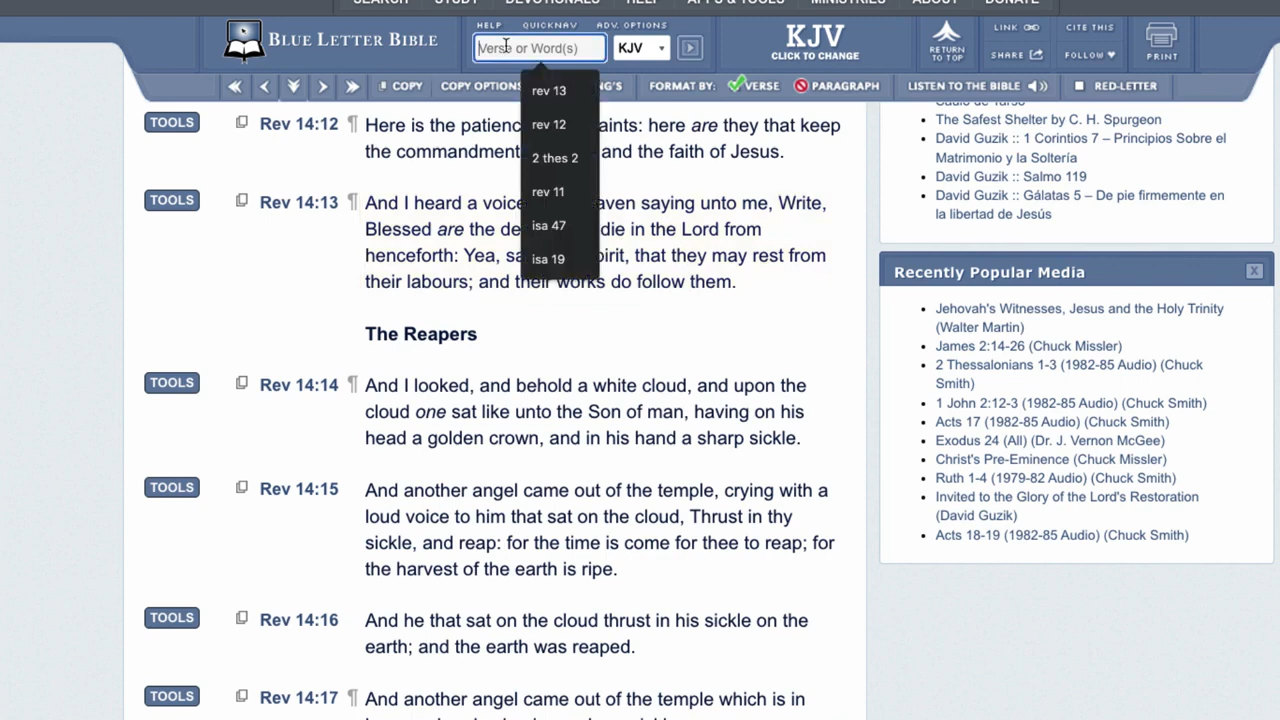 SEARCH STUDY DEVOTIONALS HELP APPS & TOOLS MINISTRIES ABOUT DONATE
BLUE LETTER BIBLE
HELP QUICKNAV ADV. OPTIONS
Verse or Word(s) KJV
KJV
CLICK TO CHANGE
RETURN
TO TOP
LINK
SHARE
CITE THIS
FOLLOW
PRINT
COPY COPY OPTIONS G'S FORMAT BY: VERSE PARAGRAPH LISTEN TO THE BIBLE RED-LETTER
rev 13
rev 12
2 thes 2
rev 11
isa 47
isa 19
TOOLS Rev 14:12 ¶ Here is the patience aints: here are they that keep
the commandment and the faith of Jesus.
TOOLS Rev 14:13 ¶ And I heard a voice aven saying unto me, Write,
Blessed are the de die in the Lord from
henceforth: Yea, sa pirit, that they may rest from
their labours; and their works do follow them.
The Reapers
TOOLS Rev 14:14 ¶ And I looked, and behold a white cloud, and upon the
cloud one sat like unto the Son of man, having on his
head a golden crown, and in his hand a sharp sickle.
TOOLS Rev 14:15 And another angel came out of the temple, crying with a
loud voice to him that sat on the cloud, Thrust in thy
sickle, and reap: for the time is come for thee to reap; for
the harvest of the earth is ripe.
TOOLS Rev 14:16 And he that sat on the cloud thrust in his sickle on the
earth; and the earth was reaped.
TOOLS Rev 14:17 ¶ And another angel came out of the temple which is in
Saulo de Tarso
The Safest Shelter by C. H. Spurgeon
David Guzik :: 1 Corintios 7 – Principios Sobre el
Matrimonio y la Soltería
David Guzik :: Salmo 119
David Guzik :: Gálatas 5 – De pie firmemente en
la libertad de Jesús
Recently Popular Media X
Jehovah's Witnesses, Jesus and the Holy Trinity
(Walter Martin)
James 2:14-26 (Chuck Missler)
2 Thessalonians 1-3 (1982-85 Audio) (Chuck
Smith)
1 John 2:12-3 (1982-85 Audio) (Chuck Smith)
Acts 17 (1982-85 Audio) (Chuck Smith)
Exodus 24 (All) (Dr. J. Vernon McGee)
Christ's Pre-Eminence (Chuck Missler)
Ruth 1-4 (1979-82 Audio) (Chuck Smith)
Invited to the Glory of the Lord's Restoration
(David Guzik)
Acts 18-19 (1982-85 Audio) (Chuck Smith)